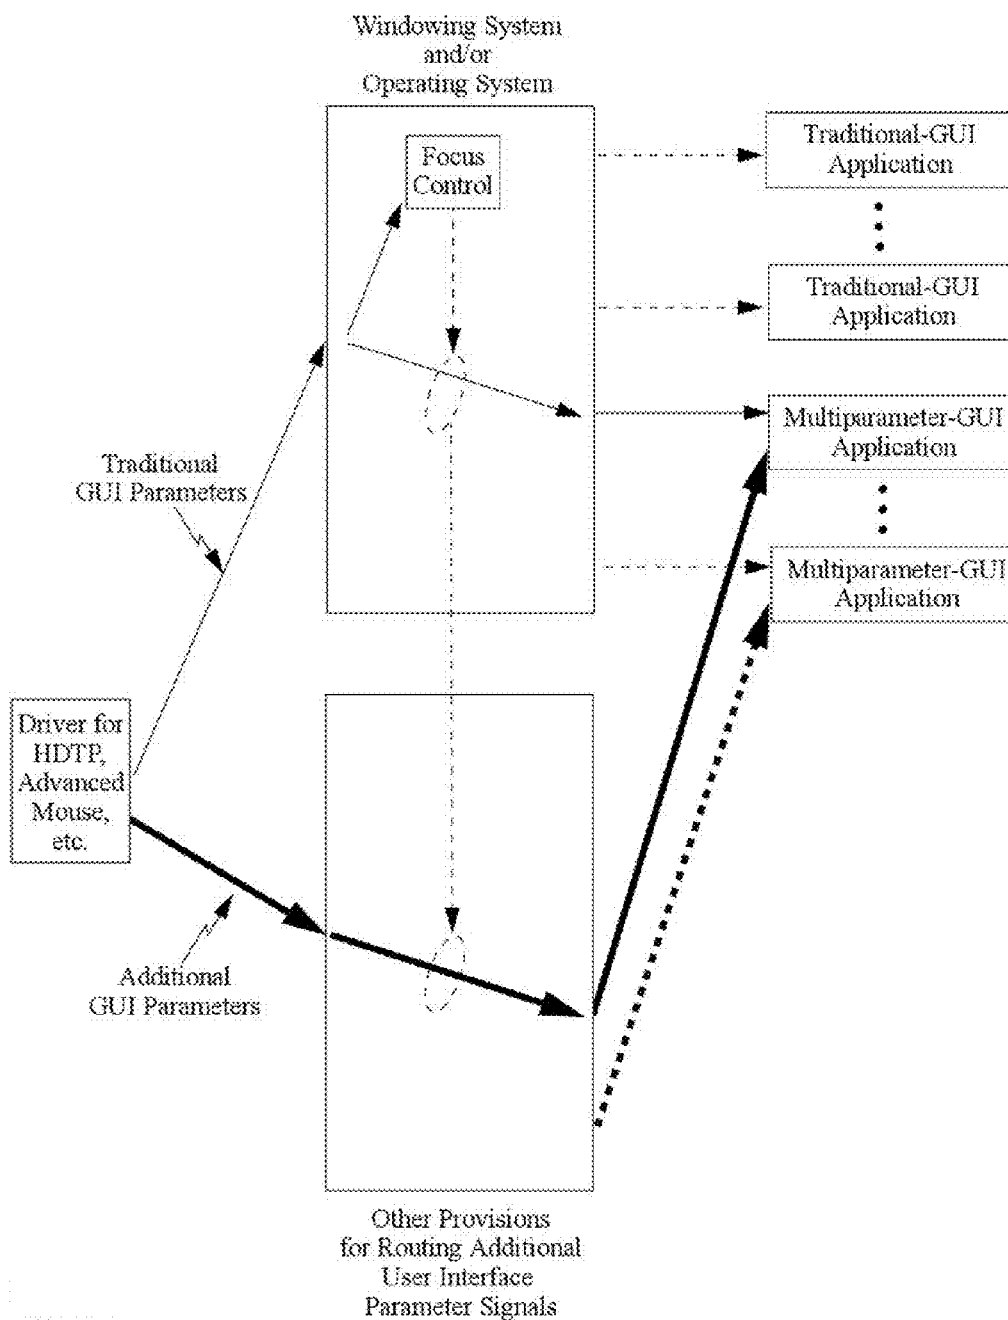 Windowing System
and/or
Operating System
Focus
Control
Traditional-GUI
Application
Traditional-GUI
Application
Multiparameter-GUI
Application
Multiparameter-GUI
Application
Traditional
GUI Parameters
Driver for
HDTP,
Advanced
Mouse,
etc.
Additional
GUI Parameters
Other Provisions
for Routing Additional
User Interface
Parameter Signals